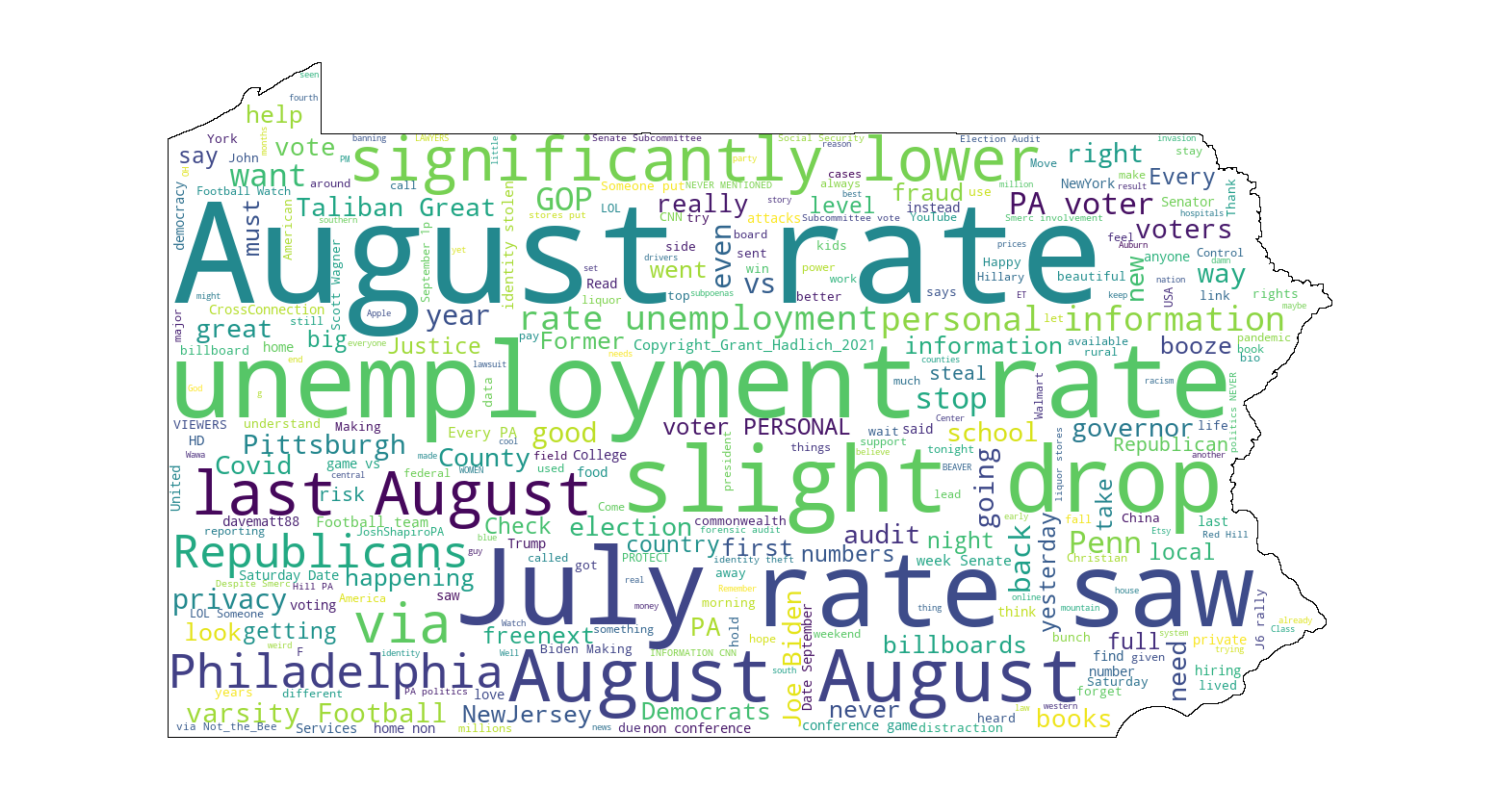 seen
fourth
help
York
say
John
vote
want
months
banning
LAWYERS
PM
little
Senate Subcommittee
Social Security
reason
Election Audit
invasion
significantly lower
party
Move
right
stay
Football Watch
around
call
Someone put
NEVER MENTIONED
cases
always
million
NewYork
make
Every
result
democracy
must
American
Taliban Great
southern
stores put
GOP
LOL
really
CNN
try
attacks
level
best
story
fraud
use
instead
Subcommittee vote
YouTube
Smerc involvement
PA voter
Senator
hospitals
Thank
August rate
yet
September 1p
identity stolen
side
went
even
board
sent
kids
feel
voters
Auburn
Control
anyone
might
Scott Wagner
drivers
set
Read
win
vs
power
work
says
Happy
Hillary
prices
damn
beautiful
new
nation
way
link
rights
CrossConnection
Apple
liquor
top
subpoenas
better
ET
keep
USA
maybe
major
great
still
big
year
rate unemployment
personal information
let
billboard
home
everyone
Justice
pay
Former
Copyright_Grant_Hadlich_2021
information
available
rural
booze
pandemic
book
bio
end
God
g
data
lawsuit
needs
much
counties
steal
racism
Walmart
unemployment rate
stop
politics NEVER
VIEWERS
understand
Making
Every PA
good
voter PERSONAL
wait
said
Center
school
governor
life
HD
Wawa
Pittsburgh
game vs
made
cool
County
field
College
things
support
tonight
Republican
another
United
Covid
central
risk
federal
WOMEN
used
food
president
believe
BEAVER
liquor stores
last August
slight drop
lead
going
take
davematt88
Football team
Come
commonwealth
early
fall
China
Etsy
last
reporting
JoshShapiroPA
Check
election
forensic audit
audit
Red Hill
Republicans
blue
guy
Trump
country
first
numbers
night
back
yesterday
Penn
local
Saturday Date
happening
called
PROTECT
identity theft
week Senate
Christian
Despite Smerc
Hill PA
saw
got
real
away
Remember
online
house
privacy
LOL Someone
voting
America
July rate saw
money
morning
thing
think
mountain
already
look
getting
via
Watch
free
next
something
PA
hold
hope
weekend
billboards
bunch
full
system
private
trying
Class
J6 rally
weird
F
identity
Well
Biden Making
INFORMATION CNN
Joe Biden
Date September
need
find
given
hiring
Philadelphia
August August
south
number
Saturday
lived
years
different
PA politics
love
forget
varsity Football
NewJersey
Democrats
never
heard
law
western
books
via Not_the_Bee
Services
home non
millions
news
due
non conference
conference game
distraction